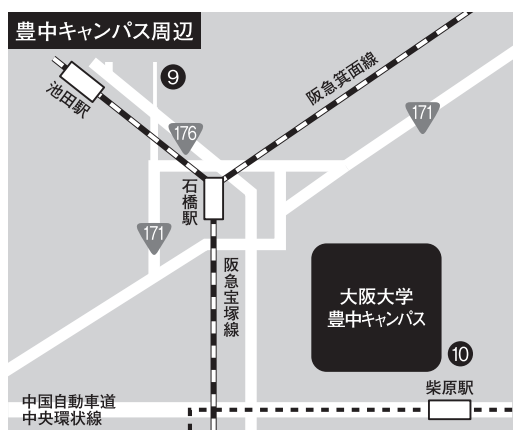 豊中キャンパス周辺
❾
池田駅
阪急箕面線
171
176
石橋駅
171
阪急宝塚線
大阪大学
豊中キャンパス
❿
柴原駅
中国自動車道
中央環状線